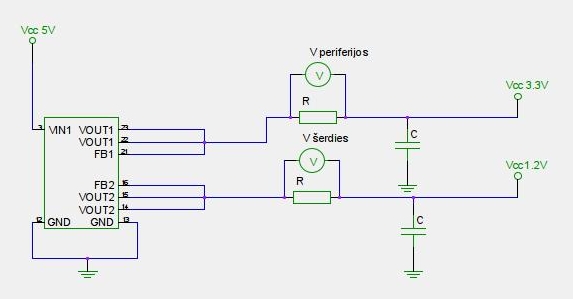 Vcc 5V
V periferijos
V
R
Vcc 3.3V
C
3 VIN1 VOUT1 23
VOUT1 22
FB1 21
V šerdies
V
R
Vcc1.2V
FB2 16
VOUT2 15
VOUT2 14
12 GND GND 13
C